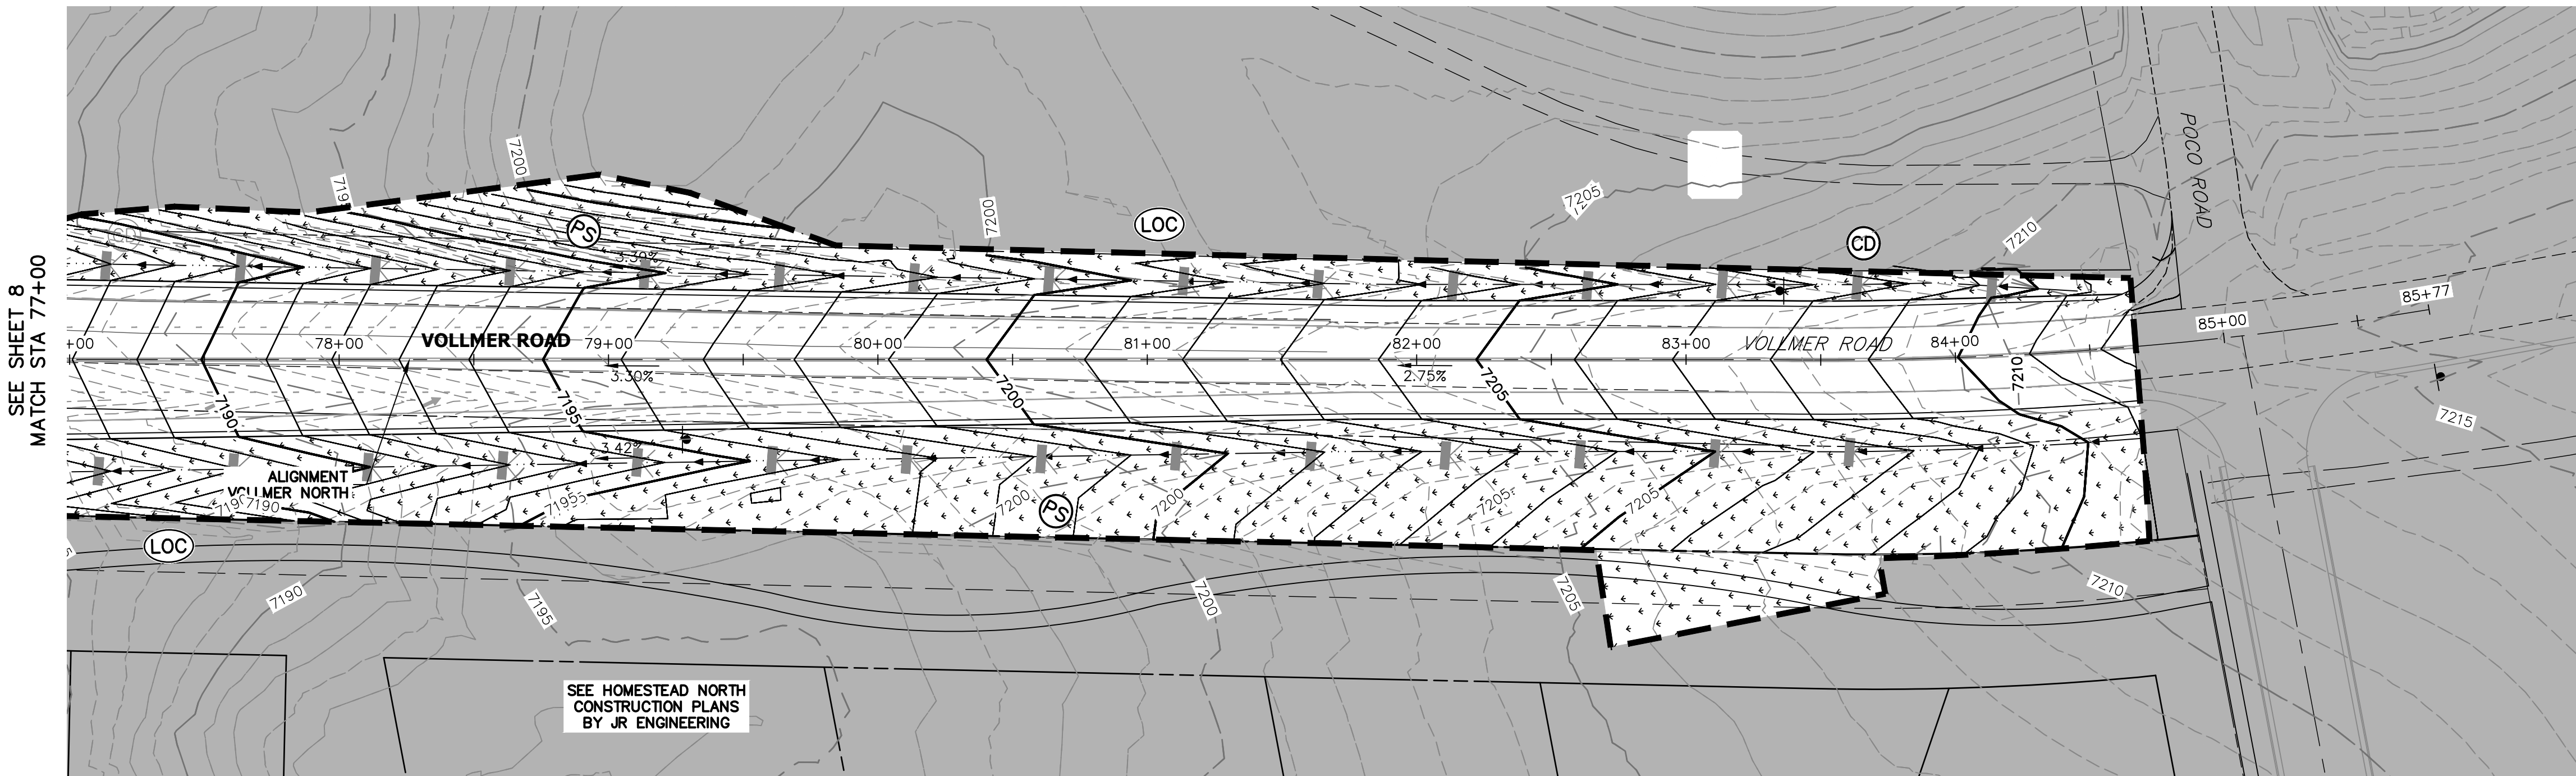 SEE SHEET 8
MATCH STA 77+00
7200
7200
LOC
7205
CD
7210
POCO ROAD
PS
3.30%
VOLLMER ROAD
+00
78+00
79+00
80+00
81+00
82+00
83+00
VOLLMER ROAD
84+00
85+00
85+77
3.30%
2.75%
7190
7195
7200
7205
7210
7215
3.42%
ALIGNMENT
VOLLMER NORTH
7190
7200
PS
7200
7205
7205
LOC
7190
7195
7200
7205
7210
SEE HOMESTEAD NORTH
CONSTRUCTION PLANS
BY JR ENGINEERING